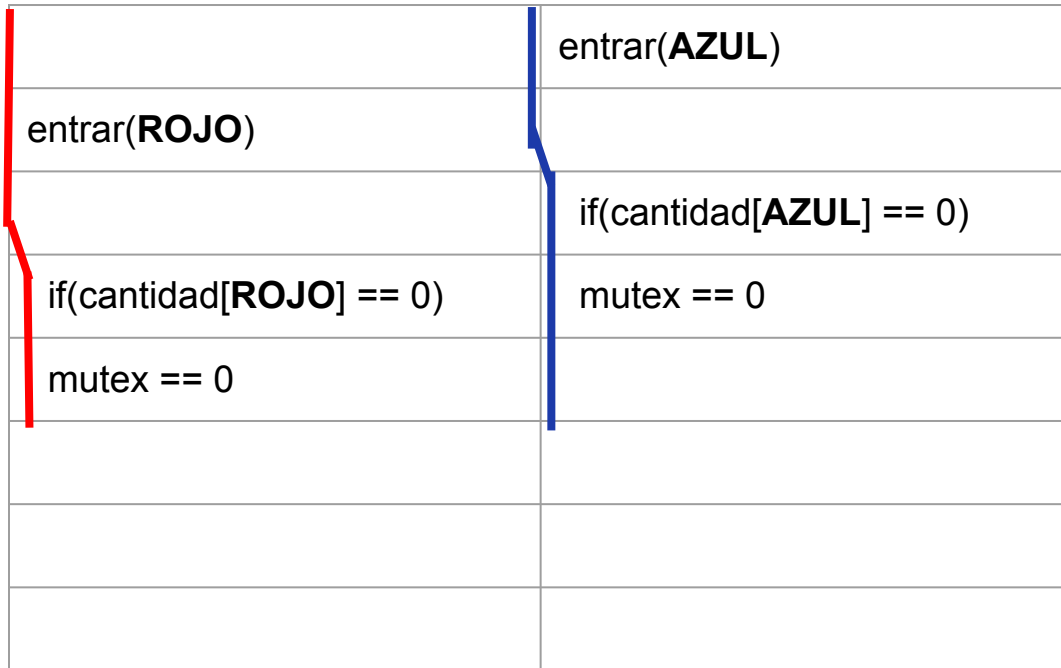 entrar(AZUL)
entrar(ROJO)
if(cantidad[AZUL] == 0)
if(cantidad[ROJO] == 0)
mutex == 0
mutex == 0